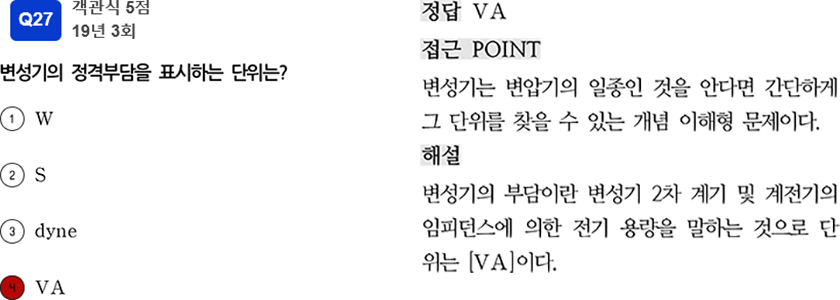 Q27
객관식 5점
19년 3회
변성기의 정격부담을 표시하는 단위는?
① W
② S
③ dyne
④ VA
정답 VA
접근 POINT
변성기는 변압기의 일종인 것을 안다면 간단하게
그 단위를 찾을 수 있는 개념 이해형 문제이다.
해설
변성기의 부담이란 변성기 2차 계기 및 계전기의
임피던스에 의한 전기 용량을 말하는 것으로 단
위는 [VA]이다.